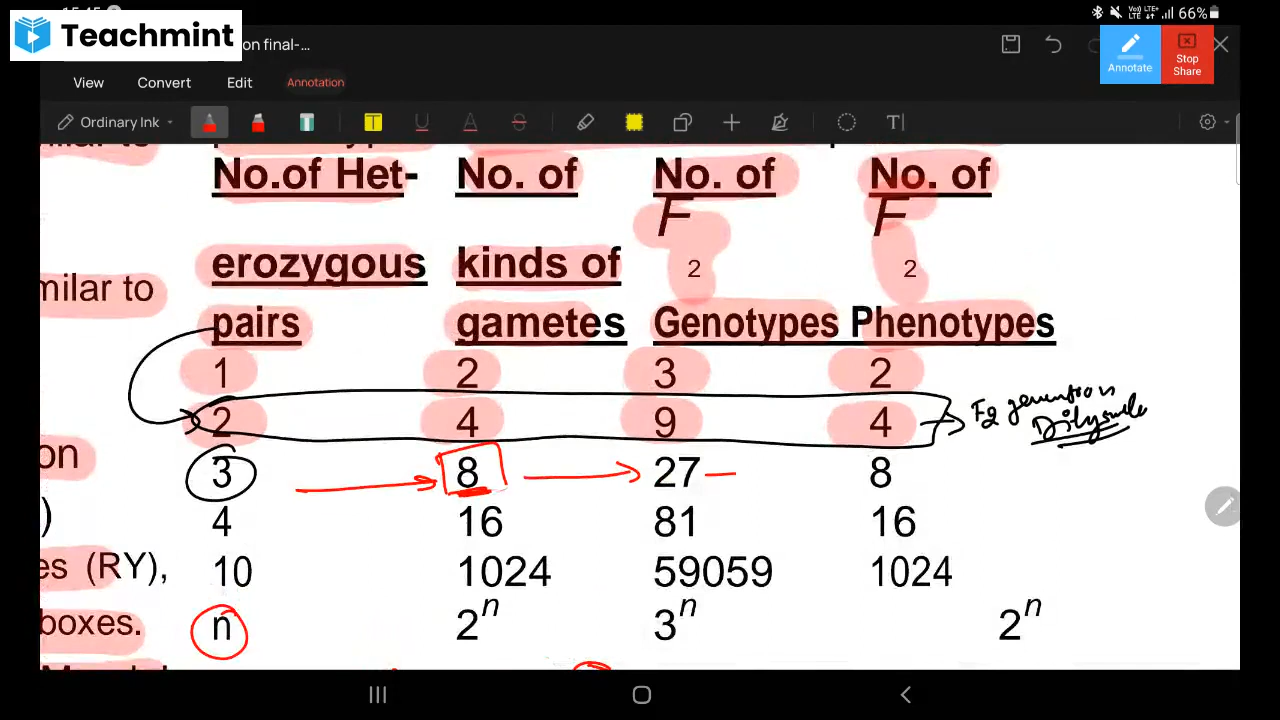 15:45
66%
Teachmint
on final-...
Annotate
Stop Share
View Convert Edit Annotation
Ordinary Ink
No.of Het- No. of No. of No. of
F F
erozygous kinds of 2 2
milar to
pairs gametes Genotypes Phenotypes
1 2 3 2
2 4 9 4
F2 generation
on
3 8 27 8
) 4 16 81 16
es (RY), 10 1024 59059 1024
boxes. n 2^n 3^n 2^n